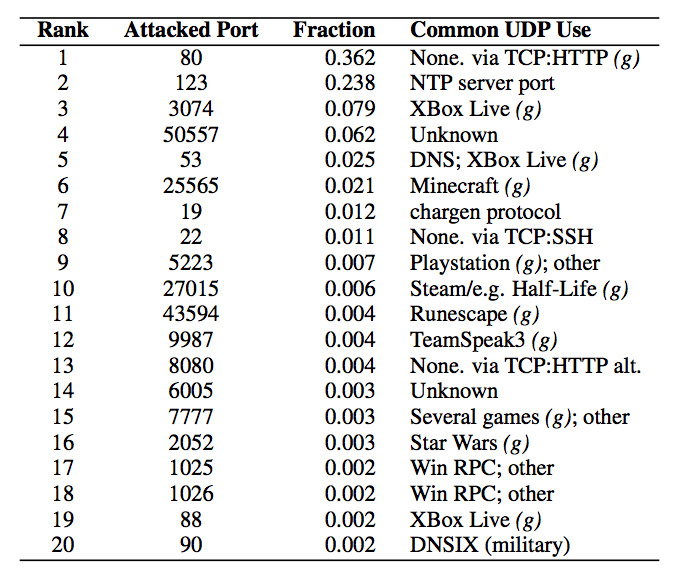 Rank Attacked Port Fraction Common UDP Use
1 80 0.362 None. via TCP:HTTP (g)
2 123 0.238 NTP server port
3 3074 0.079 XBox Live (g)
4 50557 0.062 Unknown
5 53 0.025 DNS; XBox Live (g)
6 25565 0.021 Minecraft (g)
7 19 0.012 chargen protocol
8 22 0.011 None. via TCP:SSH
9 5223 0.007 Playstation (g); other
10 27015 0.006 Steam/e.g. Half-Life (g)
11 43594 0.004 Runescape (g)
12 9987 0.004 TeamSpeak3 (g)
13 8080 0.004 None. via TCP:HTTP alt.
14 6005 0.003 Unknown
15 7777 0.003 Several games (g); other
16 2052 0.003 Star Wars (g)
17 1025 0.002 Win RPC; other
18 1026 0.002 Win RPC; other
19 88 0.002 XBox Live (g)
20 90 0.002 DNSIX (military)